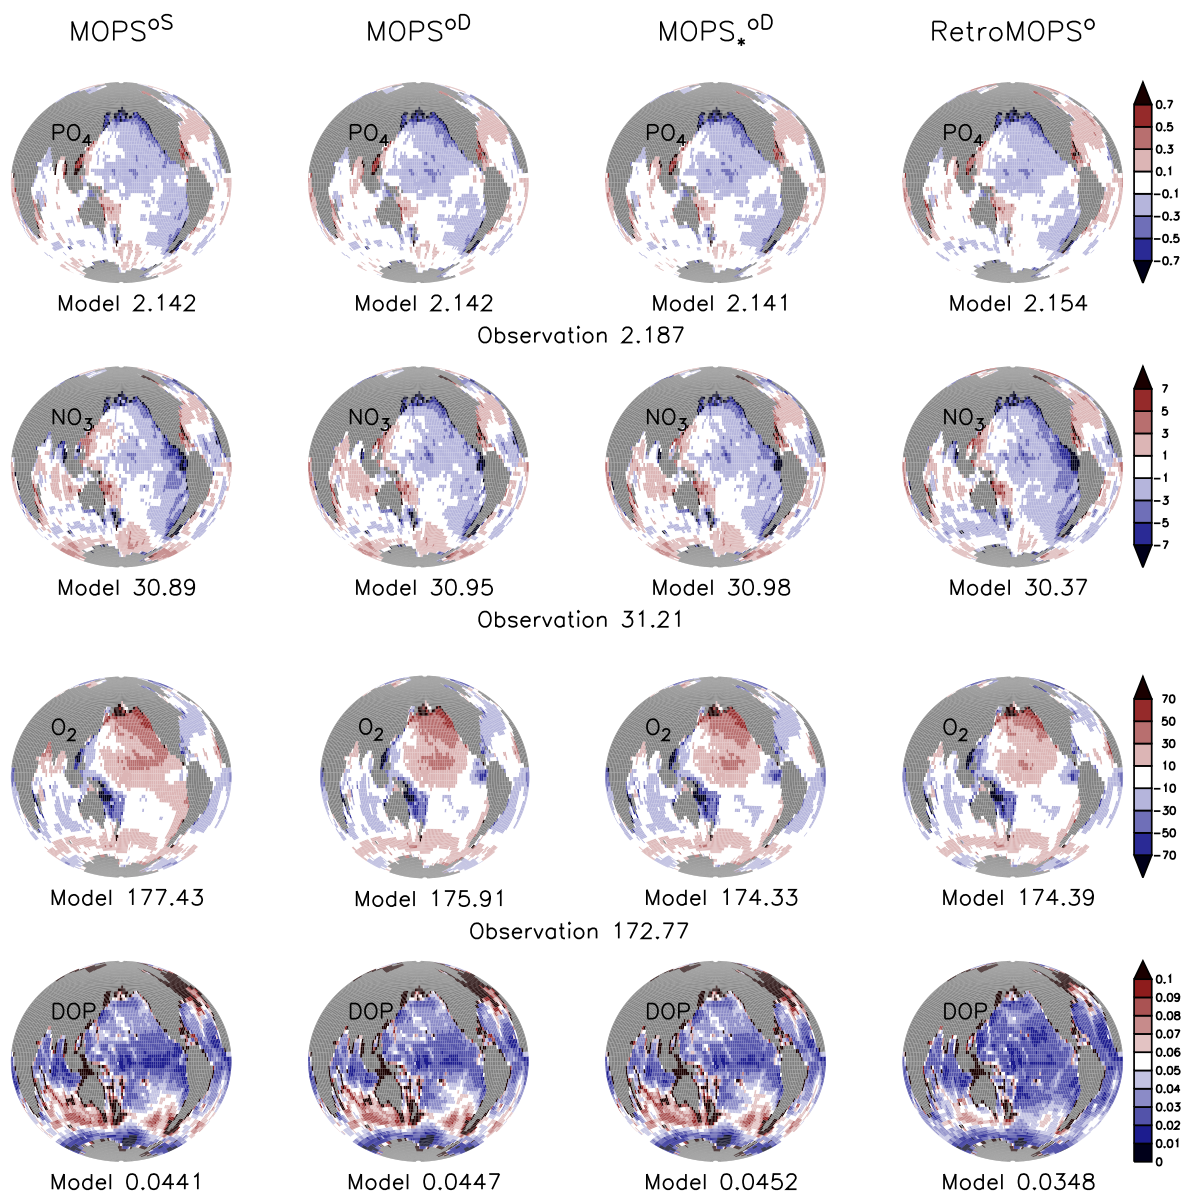 MOPS^oS MOPS^oD MOPS_*^oD RetroMOPS^o
PO4 PO4 PO4 PO4
0.7
0.5
0.3
0.1
-0.1
-0.3
-0.5
-0.7
Model 2.142 Model 2.142 Model 2.141 Model 2.154
Observation 2.187
NO3 NO3 NO3 NO3
7
5
3
1
-1
-3
-5
-7
Model 30.89 Model 30.95 Model 30.98 Model 30.37
Observation 31.21
O2 O2 O2 O2
70
50
30
10
-10
-30
-50
-70
Model 177.43 Model 175.91 Model 174.33 Model 174.39
Observation 172.77
DOP DOP DOP DOP
0.1
0.09
0.08
0.07
0.06
0.05
0.04
0.03
0.02
0.01
0
Model 0.0441 Model 0.0447 Model 0.0452 Model 0.0348